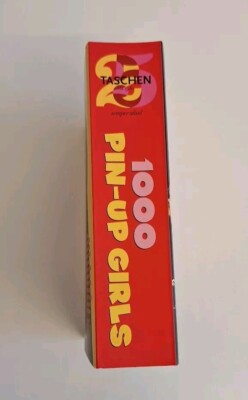 25
TASCHEN
1000
PIN-UP GIRLS